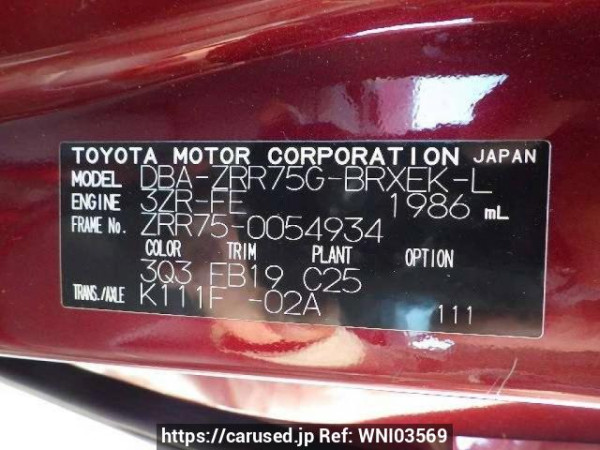 TOYOTA MOTOR CORPORATION JAPAN
MODEL DBA-ZRR75G-BRXEK-L
ENGINE 3ZR-FE 1986 mL
FRAME No. ZRR75-0054934
COLOR TRIM PLANT OPTION
3Q3 FB19 C25
TRANS./AXLE K111F -02A
111
https://carused.jp Ref: WNI03569